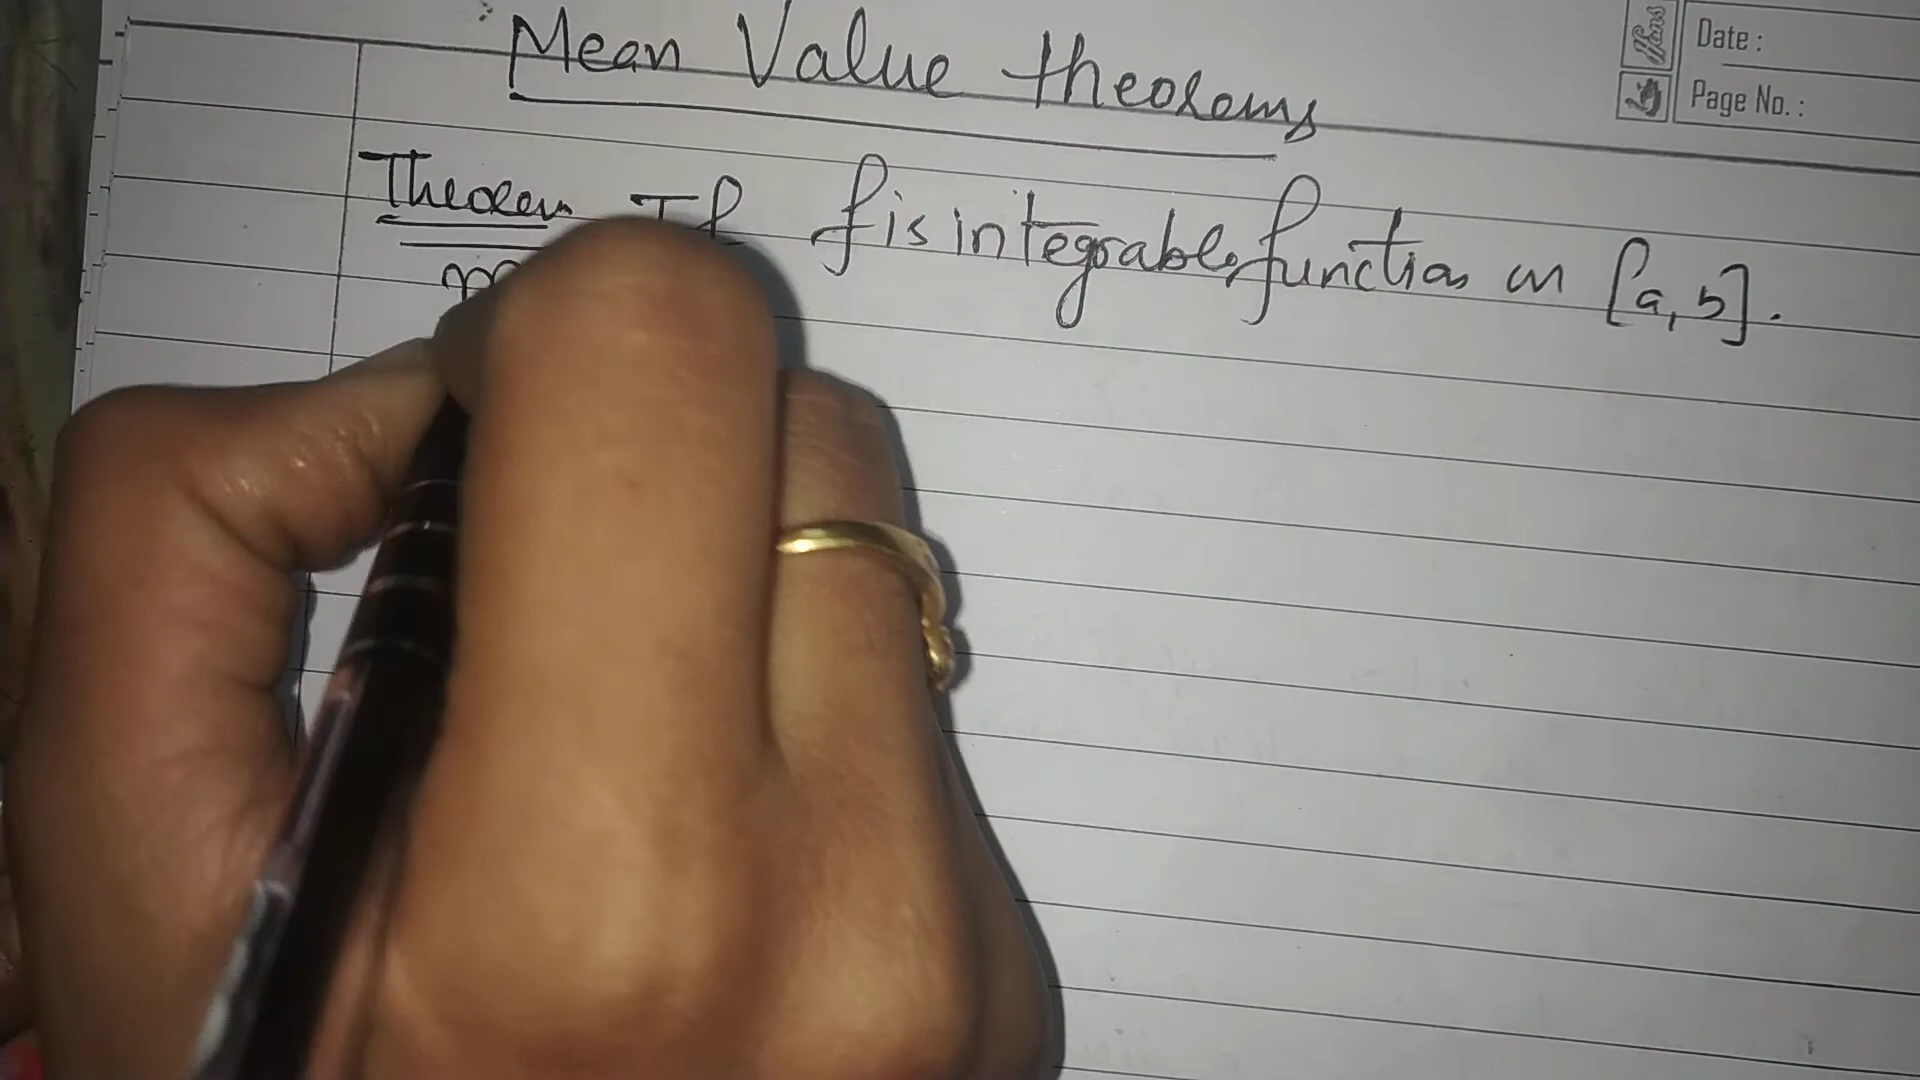 Mean Value Theorems
Date :
Page No. :
Theorem If f is integrable function on [a, b].
m